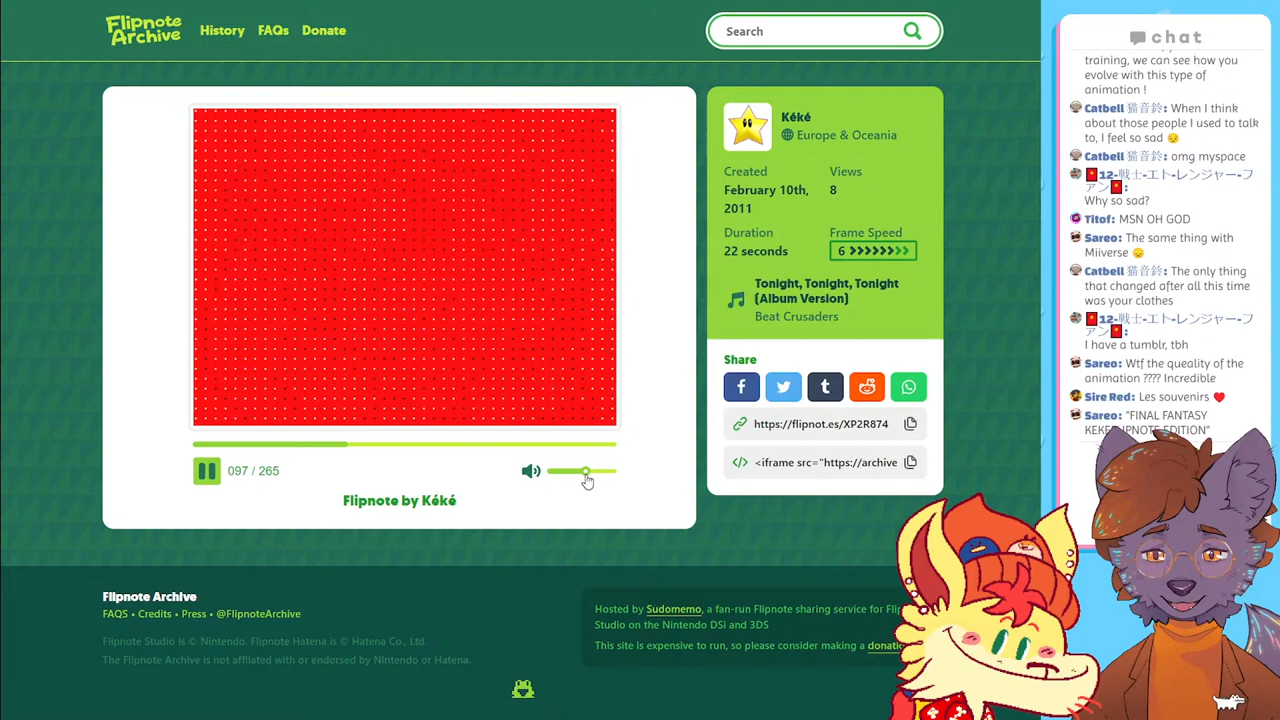 Flipnote Archive
History FAQs Donate
Search
097 / 265
Flipnote by Kéké
Kéké
Europe & Oceania
Created
February 10th, 2011
Views
8
Duration
22 seconds
Frame Speed
6
Tonight, Tonight, Tonight
(Album Version)
Beat Crusaders
Share
https://flipnot.es/XP2R874
<iframe src="https://archive
Flipnote Archive
FAQS • Credits • Press • @FlipnoteArchive
Flipnote Studio is © Nintendo. Flipnote Hatena is © Hatena Co., Ltd.
The Flipnote Archive is not affilated with or endorsed by Nintendo or Hatena.
Hosted by Sudomemo, a fan-run Flipnote sharing service for Flip
Studio on the Nintendo DSi and 3DS
This site is expensive to run, so please consider making a donatio
chat
training, we can see how you
evolve with this type of
animation !
Catbell 猫音鈴: When I think
about those people I used to talk
to, I feel so sad
Catbell 猫音鈴: omg myspace
12-戦士-エト-レンジャー-フ
ァン:
Why so sad?
Titof: MSN OH GOD
Sareo: The same thing with
Miiverse
Catbell 猫音鈴: The only thing
that changed after all this time
was your clothes
12-戦士-エト-レンジャー-フ
ァン:
I have a tumblr, tbh
Sareo: Wtf the queality of the
animation ???? Incredible
Sire Red: Les souvenirs
Sareo: "FINAL FANTASY